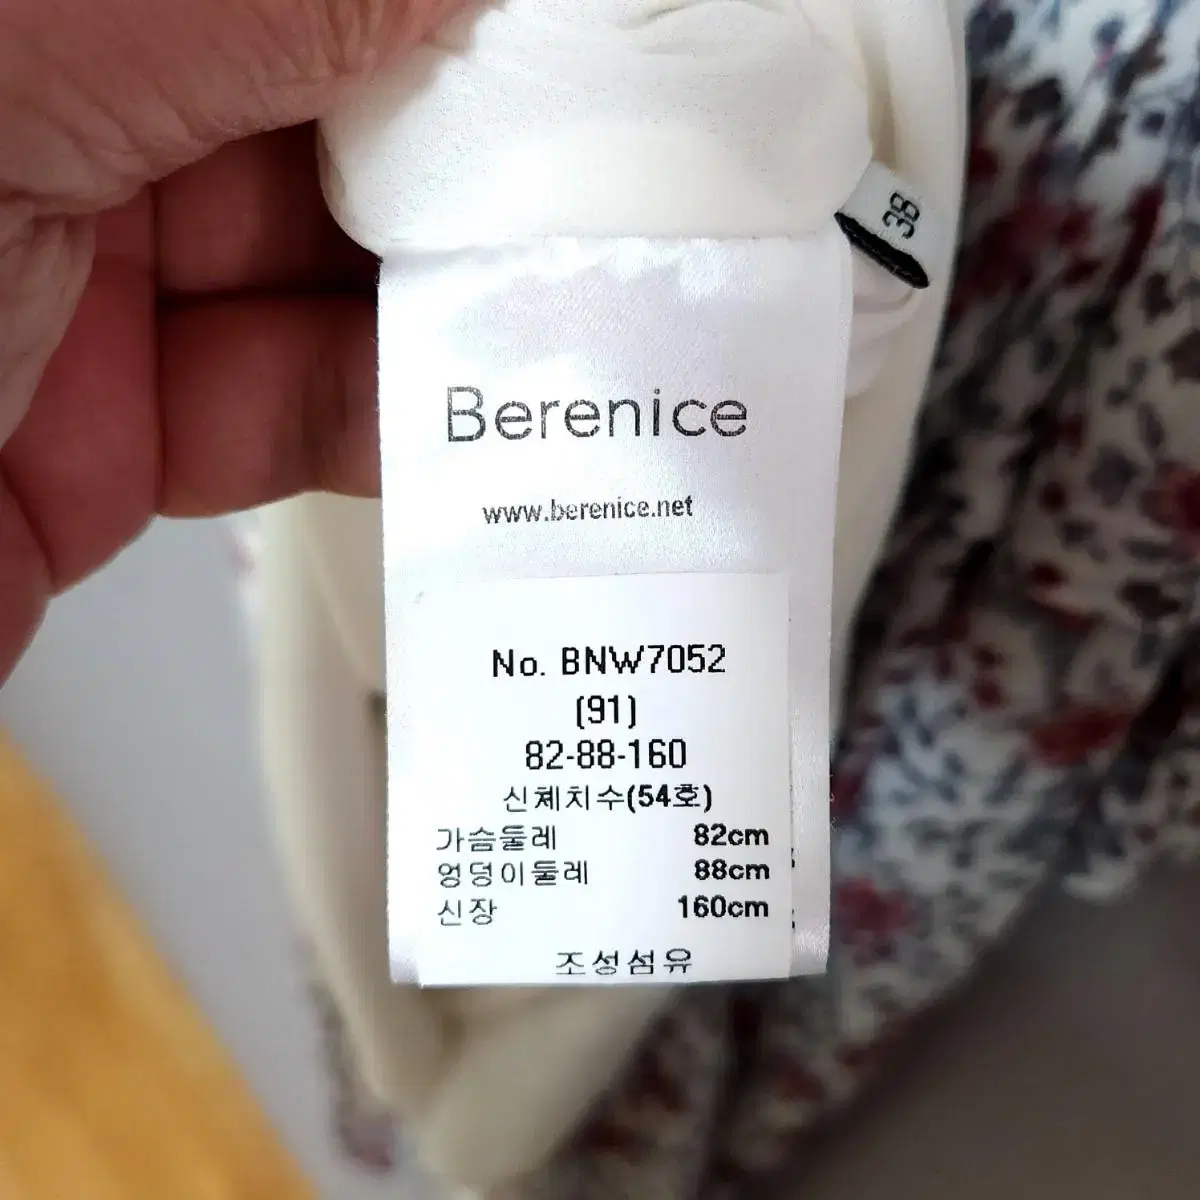 38
Berenice
www.berenice.net
No. BNW7052
(91)
82-88-160
신체치수(54호)
가슴둘레 82cm
엉덩이둘레 88cm
신장 160cm
조성섬유